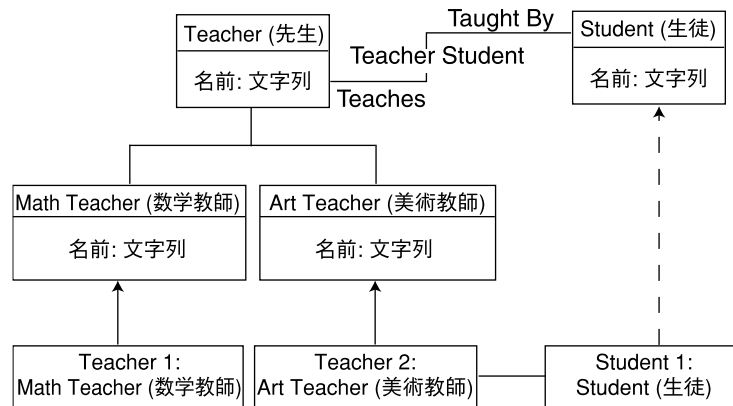 Teacher (先生)
名前: 文字列
Taught By
Teacher Student
Teaches
Student (生徒)
名前: 文字列
Math Teacher (数学教師)
名前: 文字列
Art Teacher (美術教師)
名前: 文字列
Teacher 1:
Math Teacher (数学教師)
Teacher 2:
Art Teacher (美術教師)
Student 1:
Student (生徒)